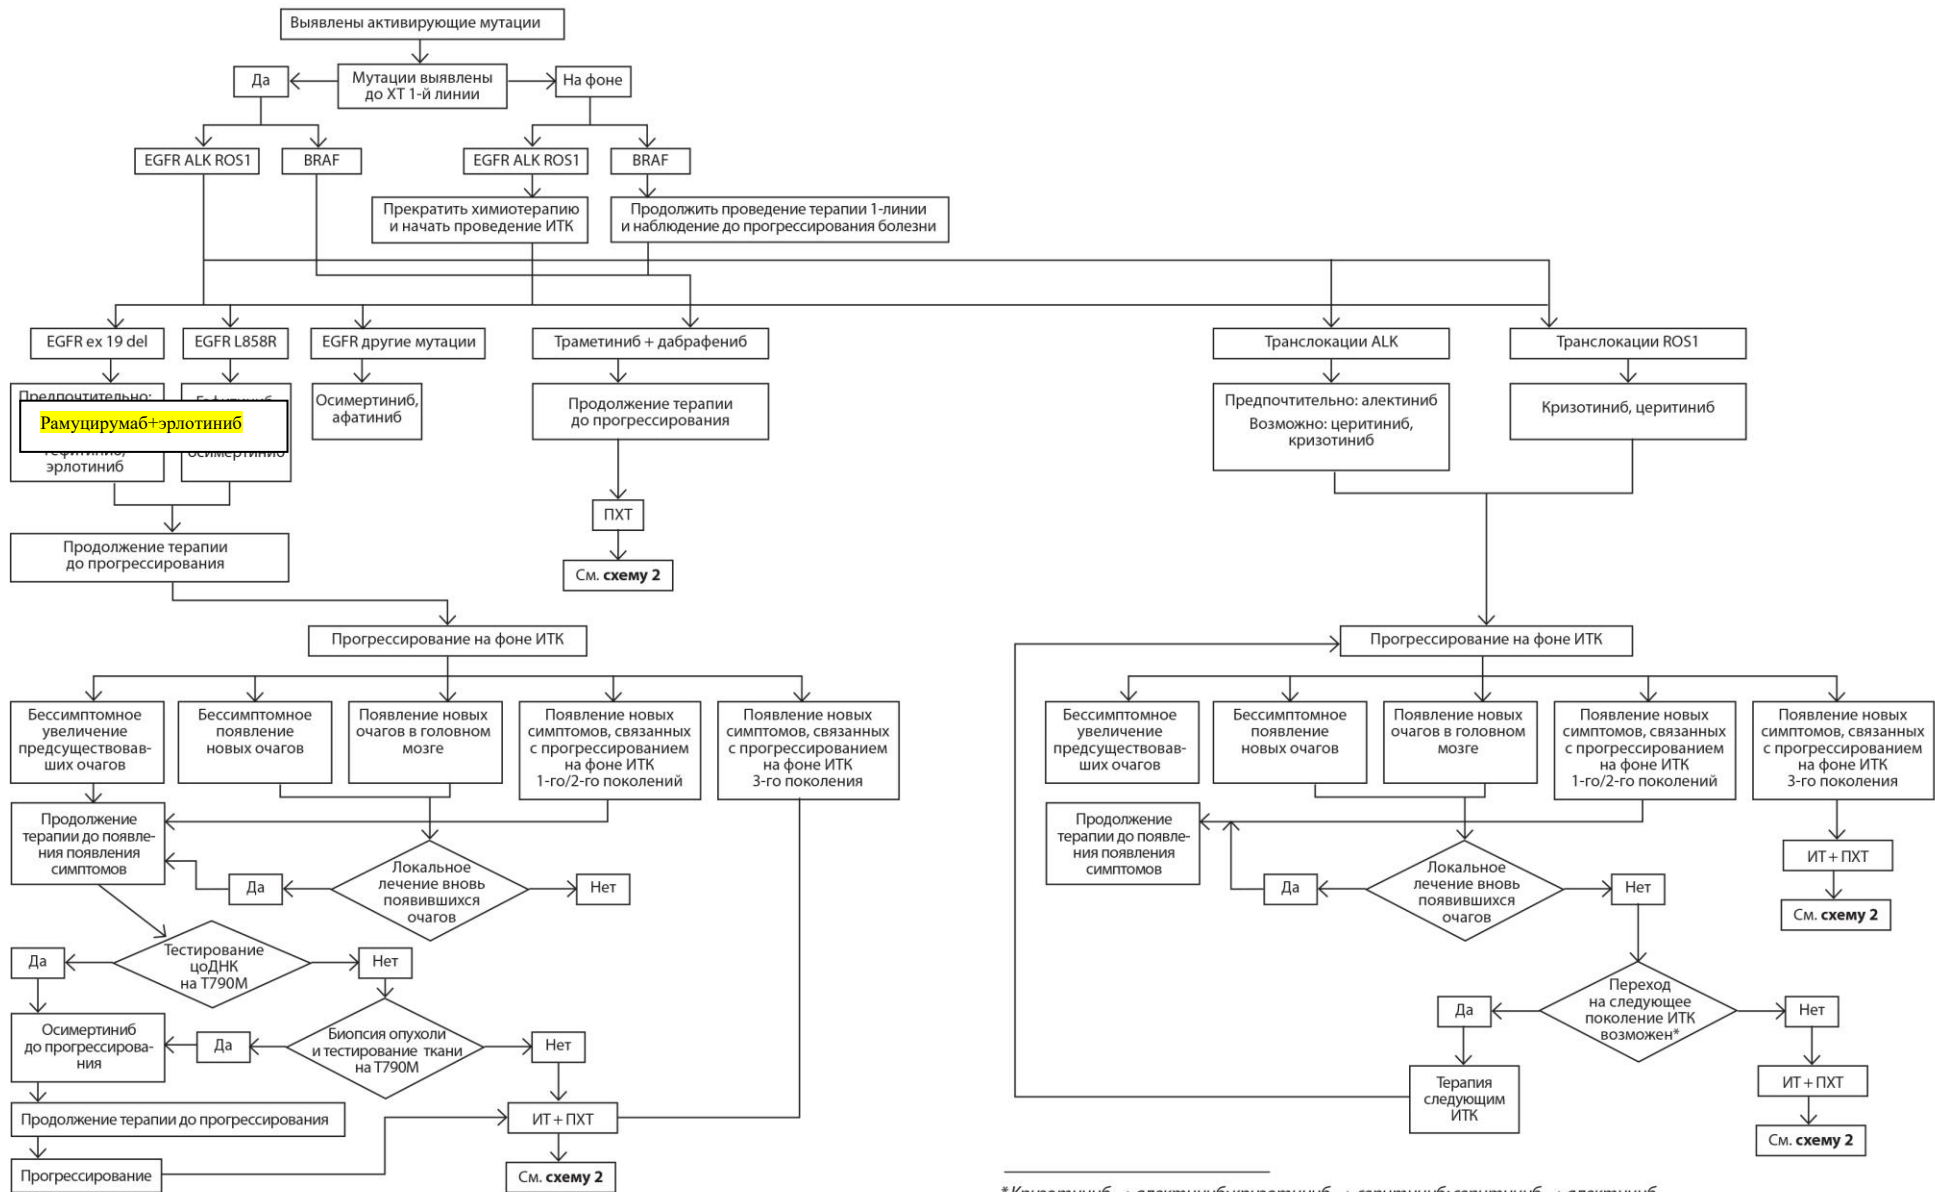 Выявлены активирующие мутации
Да
Мутации выявлены
до ХТ 1-й линии
На фоне
EGFR ALK ROS1
BRAF
EGFR ALK ROS1
BRAF
Прекратить химиотерапию
и начать проведение ИТК
Продолжить проведение терапии 1-линии
и наблюдение до прогрессирования болезни
EGFR ex 19 del
EGFR L858R
EGFR другие мутации
Траметиниб + дабрафениб
Транслокации ALK
Транслокации ROS1
Предпочтительно:
Рамуцирумаб+эрлотиниб
гефитиниб,
эрлотиниб
осимертиниб
Осимертиниб,
афатиниб
Продолжение терапии
до прогрессирования
Предпочтительно: алектиниб
Возможно: церитиниб,
кризотиниб
Кризотиниб, церитиниб
ПХТ
См. схему 2
Продолжение терапии
до прогрессирования
Прогрессирование на фоне ИТК
Прогрессирование на фоне ИТК
Бессимптомное
увеличение
предсуществовав-
ших очагов
Бессимптомное
появление
новых очагов
Появление новых
очагов в головном
мозге
Появление новых
симптомов, связанных
с прогрессированием
на фоне ИТК
1-го/2-го поколений
Появление новых
симптомов, связанных
с прогрессированием
на фоне ИТК
3-го поколения
Бессимптомное
увеличение
предсуществовав-
ших очагов
Бессимптомное
появление
новых очагов
Появление новых
очагов в головном
мозге
Появление новых
симптомов, связанных
с прогрессированием
на фоне ИТК
1-го/2-го поколений
Появление новых
симптомов, связанных
с прогрессированием
на фоне ИТК
3-го поколения
Продолжение
терапии до появле-
ния появления
симптомов
Да
Локальное
лечение вновь
появившихся
очагов
Нет
Продолжение
терапии до появле-
ния появления
симптомов
Да
Локальное
лечение вновь
появившихся
очагов
Нет
ИТ + ПХТ
См. схему 2
Да
Тестирование
цоДНК
на T790M
Нет
Да
Переход
на следующее
поколение ИТК
возможен*
Нет
Осимертиниб
до прогрессирова-
ния
Да
Биопсия опухоли
и тестирование ткани
на T790M
Нет
Терапия
следующим
ИТК
ИТ + ПХТ
См. схему 2
Продолжение терапии до прогрессирования
ИТ + ПХТ
Прогрессирование
См. схему 2